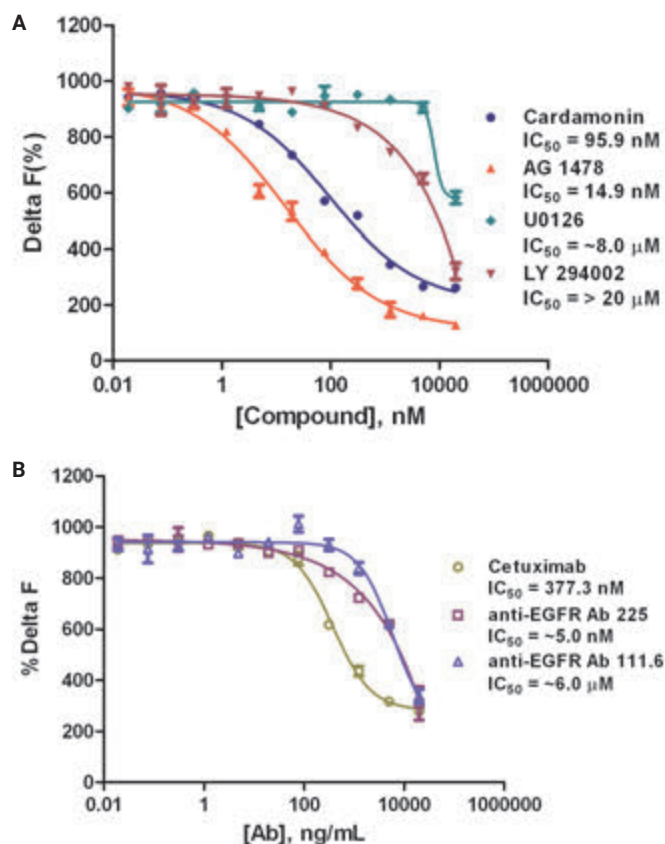 A
1200
1000
800
600
400
200
0
Delta F(%)
0.01
1
100
10000
1000000
[Compound], nM
Cardamonin
IC50 = 95.9 nM
AG 1478
IC50 = 14.9 nM
U0126
IC50 = ~8.0 μM
LY 294002
IC50 = > 20 μM
B
1200
1000
800
600
400
200
0
%Delta F
0.01
1
100
10000
1000000
[Ab], ng/mL
Cetuximab
IC50 = 377.3 nM
anti-EGFR Ab 225
IC50 = ~5.0 nM
anti-EGFR Ab 111.6
IC50 = ~6.0 μM